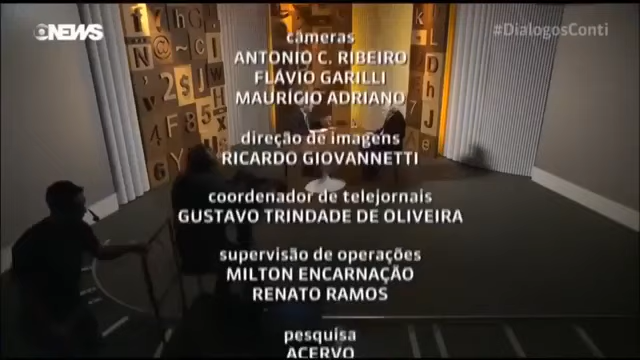 GNEWS
#DialogosConti
câmeras
ANTONIO C. RIBEIRO
FLÁVIO GARILLI
MAURÍCIO ADRIANO
direção de imagens
RICARDO GIOVANNETTI
coordenador de telejornais
GUSTAVO TRINDADE DE OLIVEIRA
supervisão de operações
MILTON ENCARNAÇÃO
RENATO RAMOS
pesquisa
ACERVO